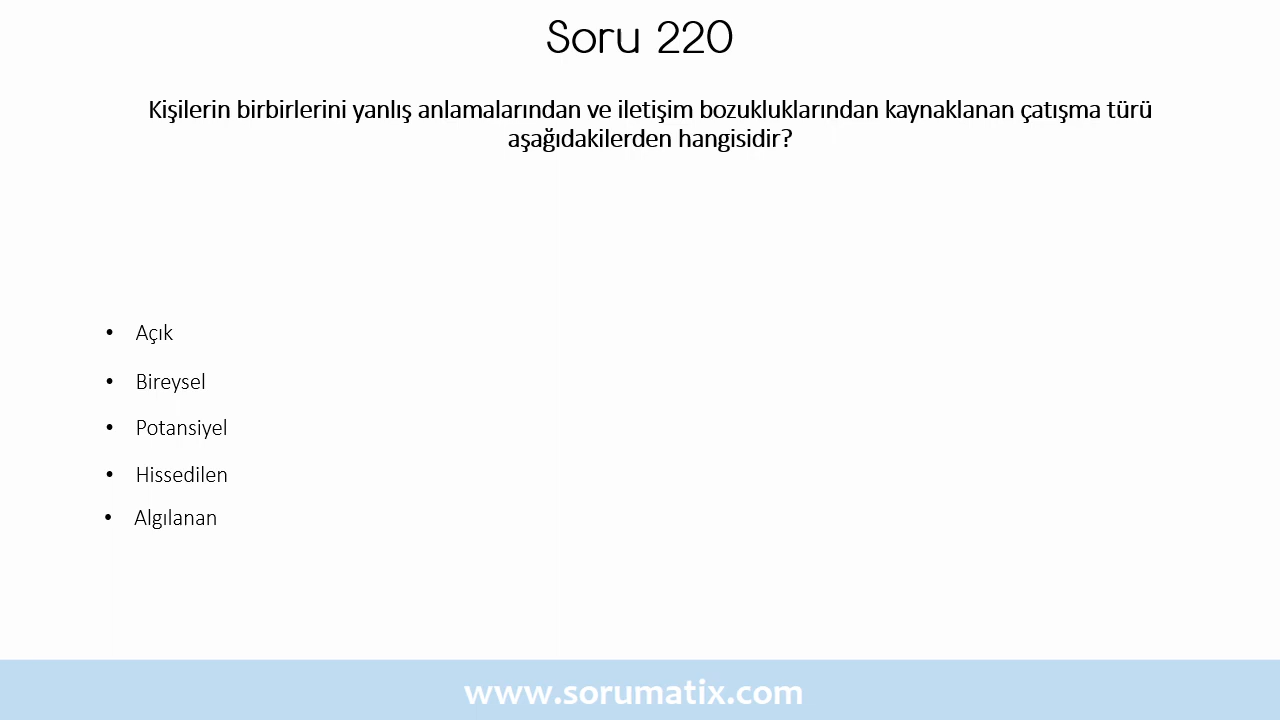 Soru 220
Kişilerin birbirlerini yanlış anlamalarından ve iletişim bozukluklarından kaynaklanan çatışma türü
aşağıdakilerden hangisidir?
• Açık
• Bireysel
• Potansiyel
• Hissedilen
• Algılanan
www.sorumatix.com